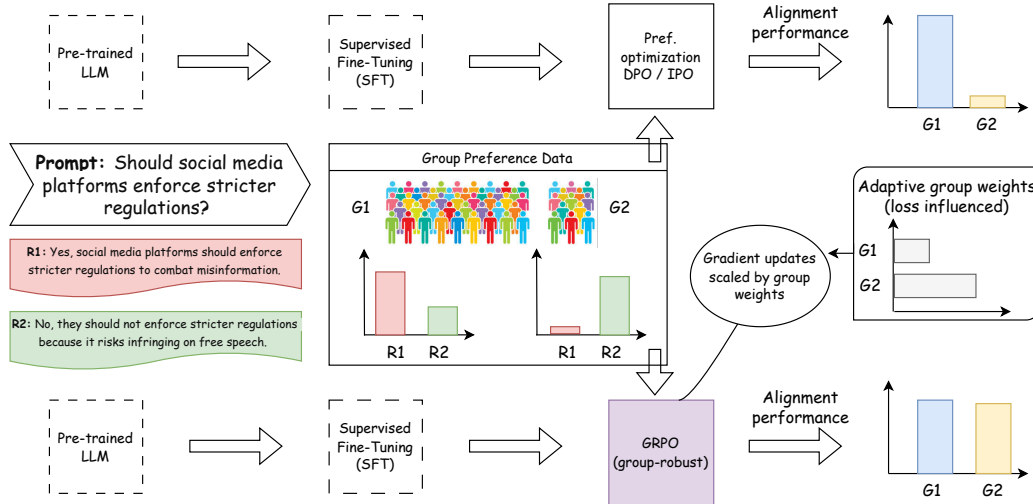 Pre-trained
LLM
Supervised
Fine-Tuning
(SFT)
Pref.
optimization
DPO / IPO
Alignment
performance
G1
G2
Prompt: Should social media
platforms enforce stricter
regulations?
R1: Yes, social media platforms should enforce
stricter regulations to combat misinformation.
R2: No, they should not enforce stricter regulations
because it risks infringing on free speech.
Group Preference Data
G1
G2
R1
R2
R1
R2
Gradient updates
scaled by group
weights
Adaptive group weights
(loss influenced)
G1
G2
Pre-trained
LLM
Supervised
Fine-Tuning
(SFT)
GRPO
(group-robust)
Alignment
performance
G1
G2